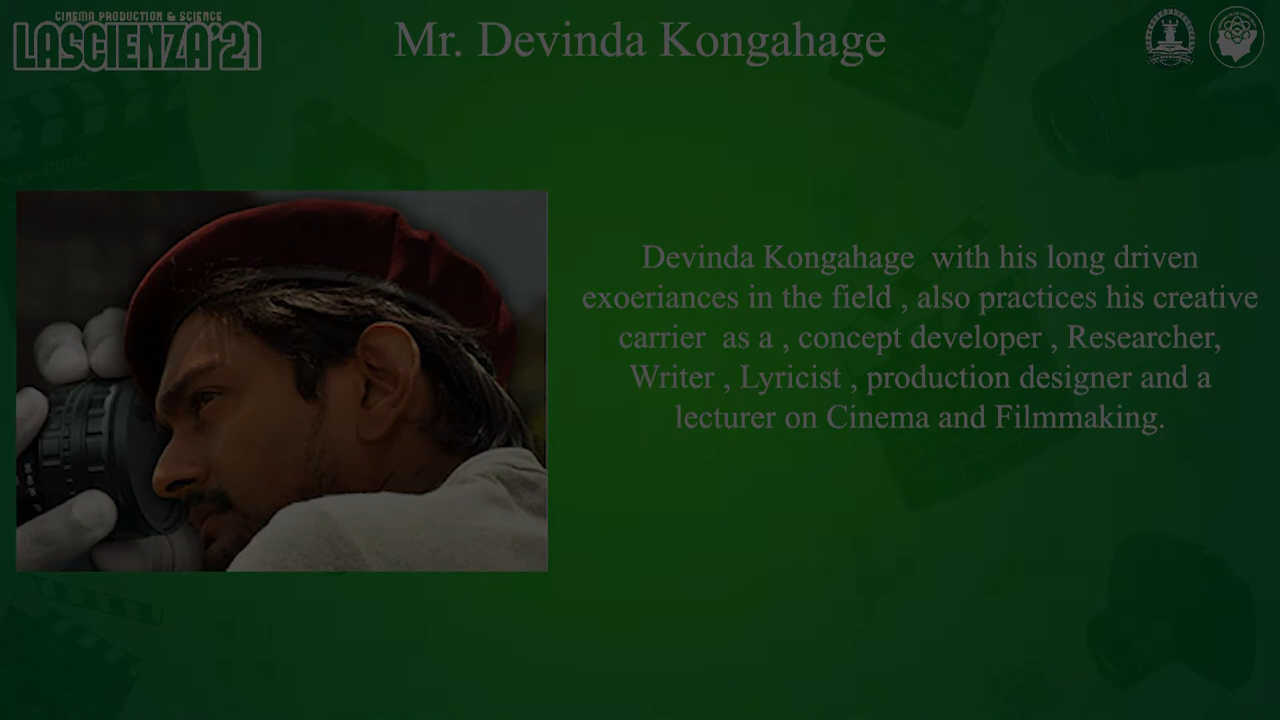 CINEMA PRODUCTION & SCIENCE
LASCIENZA'21
Mr. Devinda Kongahage
Devinda Kongahage with his long driven
exoeriances in the field , also practices his creative
carrier as a , concept developer , Researcher,
Writer , Lyricist , production designer and a
lecturer on Cinema and Filmmaking.